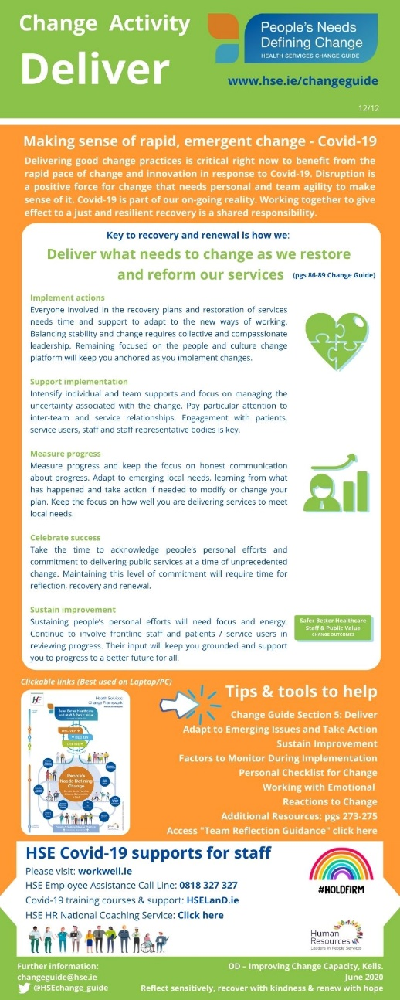 Change Activity
Deliver
People's Needs
Defining Change
HEALTH SERVICES CHANGE GUIDE
www.hse.ie/changeguide
12/12
Making sense of rapid, emergent change - Covid-19
Delivering good change practices is critical right now to benefit from the
rapid pace of change and innovation in response to Covid-19. Disruption is
a positive force for change that needs personal and team agility to make
sense of it. Covid-19 is part of our on-going reality. Working together to give
effect to a just and resilient recovery is a shared responsibility.
Key to recovery and renewal is how we:
Deliver what needs to change as we restore
and reform our services (pgs 86-89 Change Guide)
Implement actions
Everyone involved in the recovery plans and restoration of services
needs time and support to adapt to the new ways of working.
Balancing stability and change requires collective and compassionate
leadership. Remaining focused on the people and culture change
platform will keep you anchored as you implement changes.
Support implementation
Intensify individual and team supports and focus on managing the
uncertainty associated with the change. Pay particular attention to
inter-team and service relationships. Engagement with patients,
service users, staff and staff representative bodies is key.
Measure progress
Measure progress and keep the focus on honest communication
about progress. Adapt to emerging local needs, learning from what
has happened and take action if needed to modify or change your
plan. Keep the focus on how well you are delivering services to meet
local needs.
Celebrate success
Take the time to acknowledge people's personal efforts and
commitment to delivering public services at a time of unprecedented
change. Maintaining this level of commitment will require time for
reflection, recovery and renewal.
Sustain improvement
Sustaining people's personal efforts will need focus and energy.
Continue to involve frontline staff and patients / service users in
reviewing progress. Their input will keep you grounded and support
you to progress to a better future for all.
Safer Better Healthcare
Staff & Public Value
CHANGE OUTCOMES
Clickable links (Best used on Laptop/PC)
Health Services
Change Framework
Safer Better Healthcare,
and Staff & Public Value
DELIVER
DESIGN
DEFINE
People's
Needs Defining
Change
Tips & tools to help
Change Guide Section 5: Deliver
Adapt to Emerging Issues and Take Action
Sustain Improvement
Factors to Monitor During Implementation
Personal Checklist for Change
Working with Emotional
Reactions to Change
Additional Resources: pgs 273-275
Access "Team Reflection Guidance" click here
HSE Covid-19 supports for staff
Please visit: workwell.ie
HSE Employee Assistance Call Line: 0818 327 327
Covid-19 training courses & support: HSELanD.ie
HSE HR National Coaching Service: Click here
#HOLDFIRM
Human
Resources
Leaders in People Services
Further information:
changeguide@hse.ie
@HSEchange_guide
OD – Improving Change Capacity, Kells.
June 2020
Reflect sensitively, recover with kindness & renew with hope